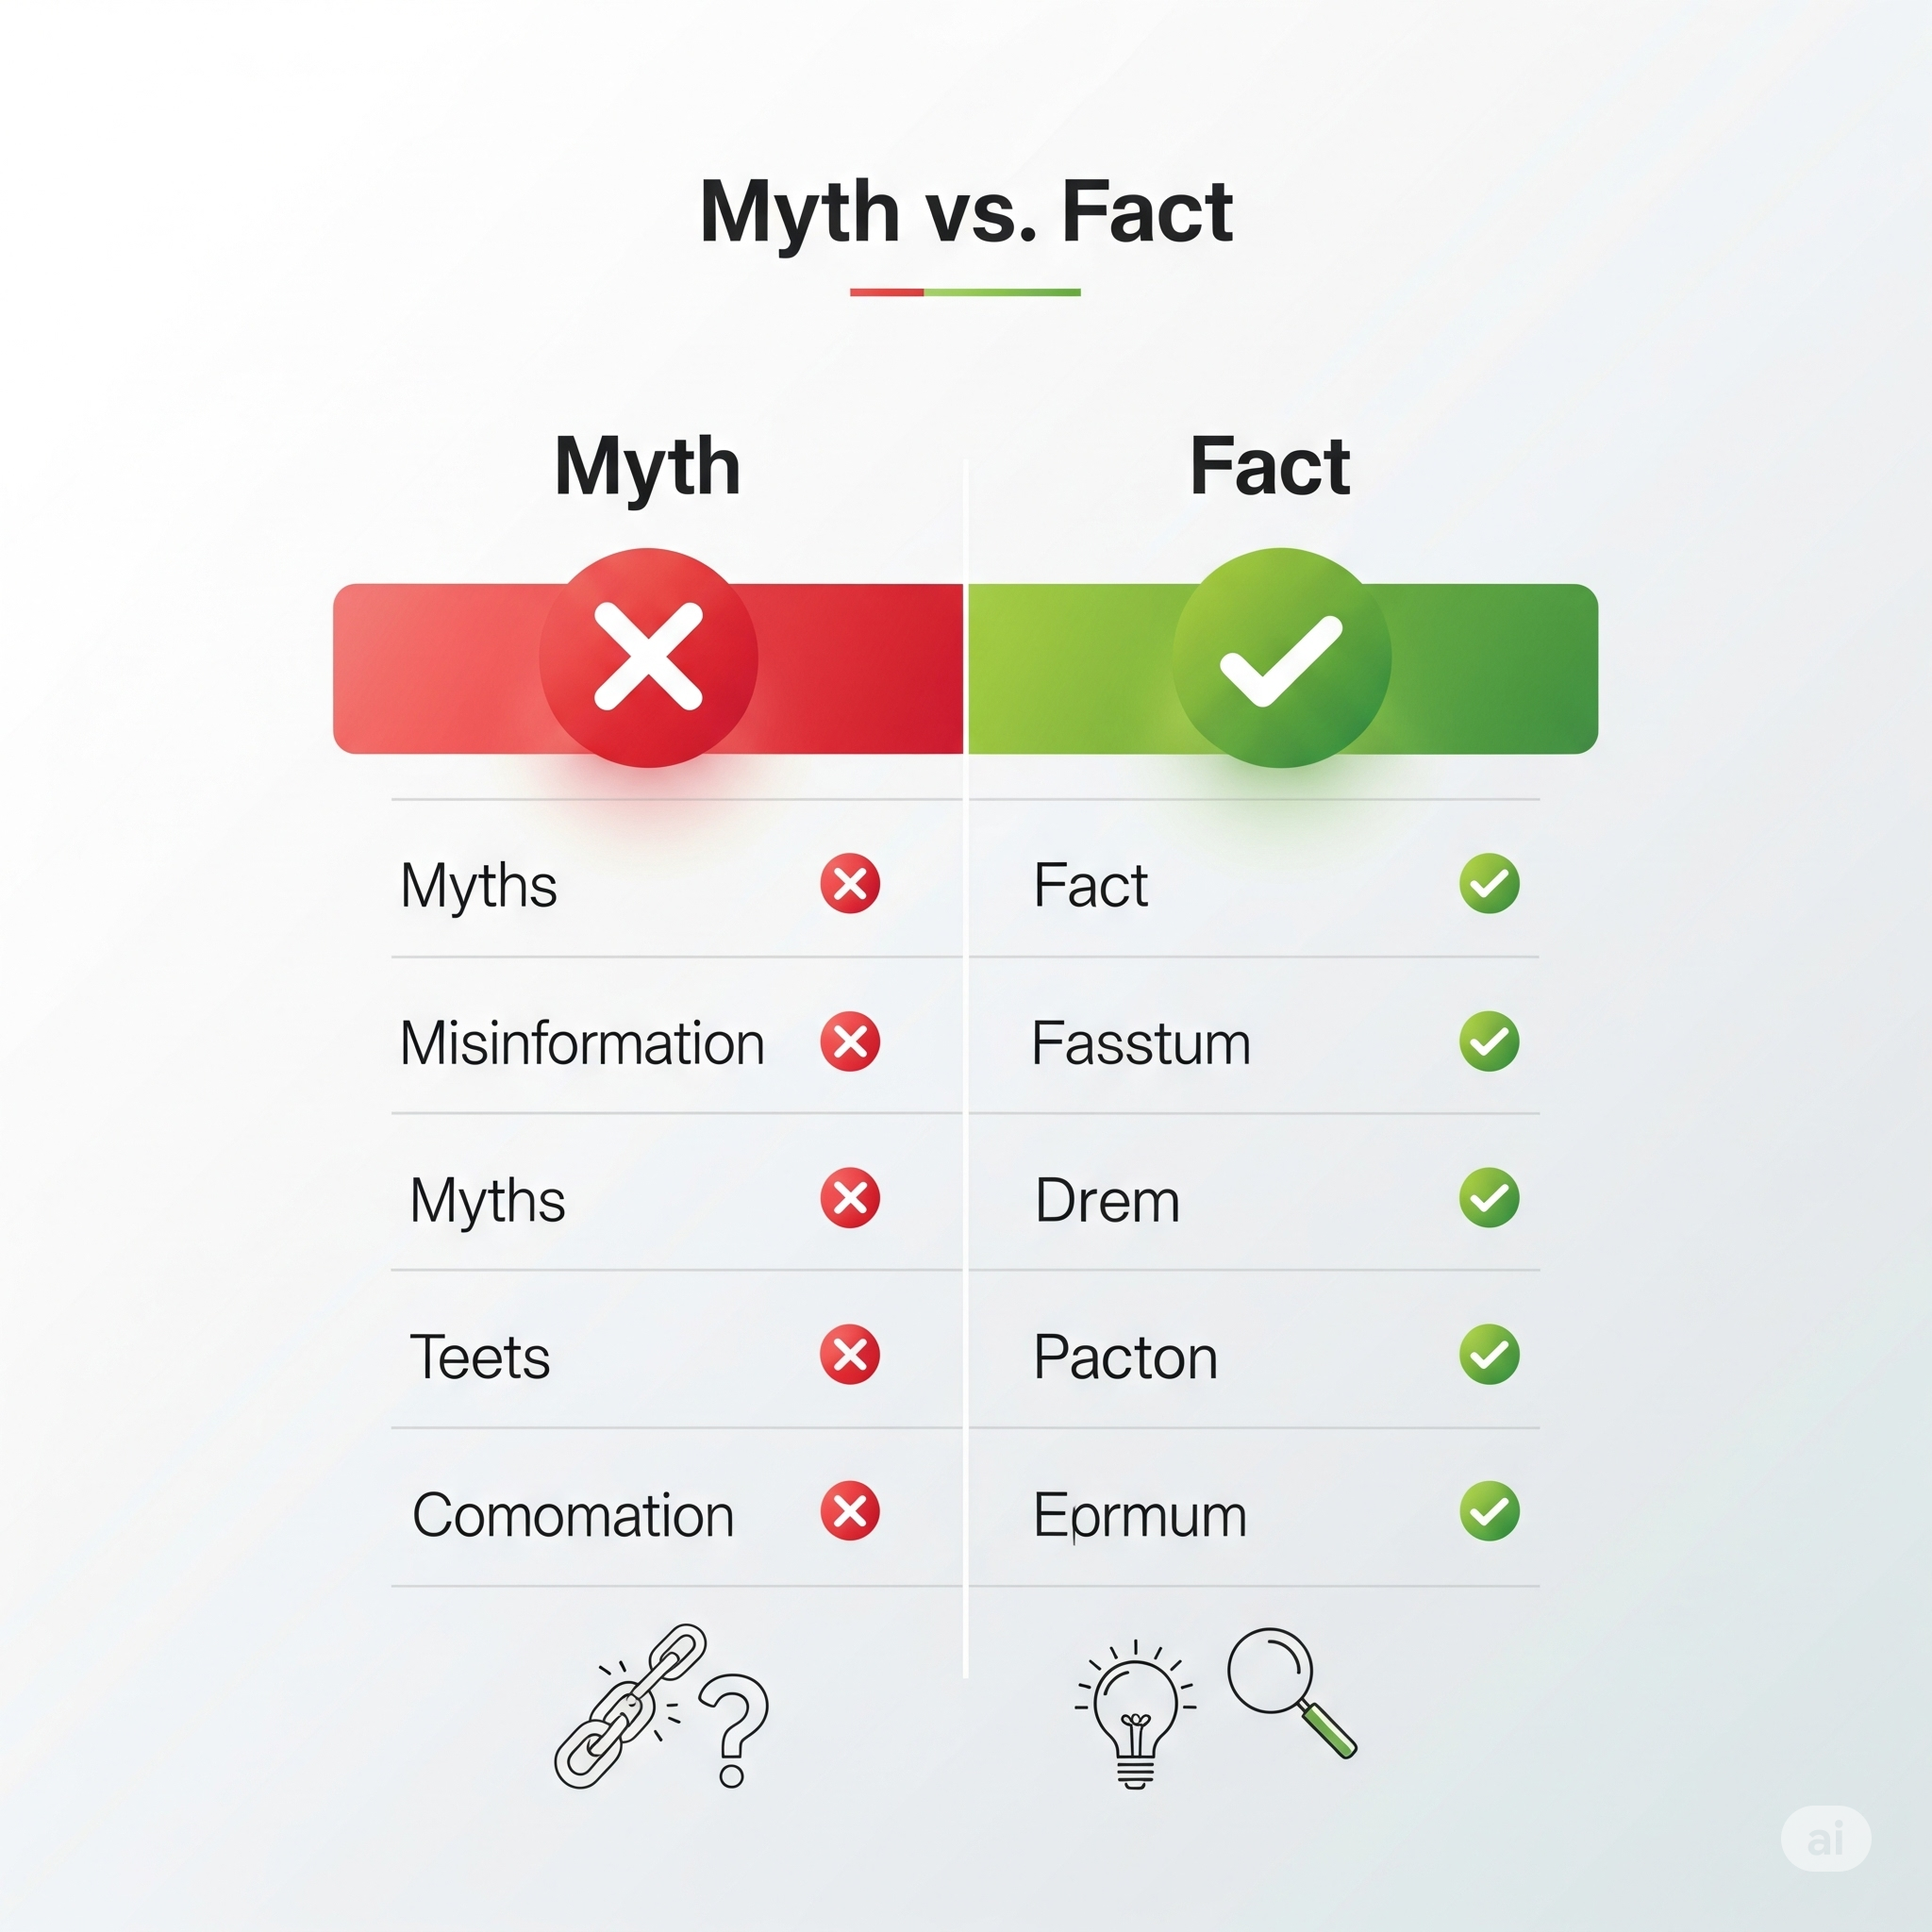 Myth vs. Fact
Myth Fact
Myths Fact
Misinformation Fasstum
Myths Drem
Teets Pacton
Comomation Eprmum
ai